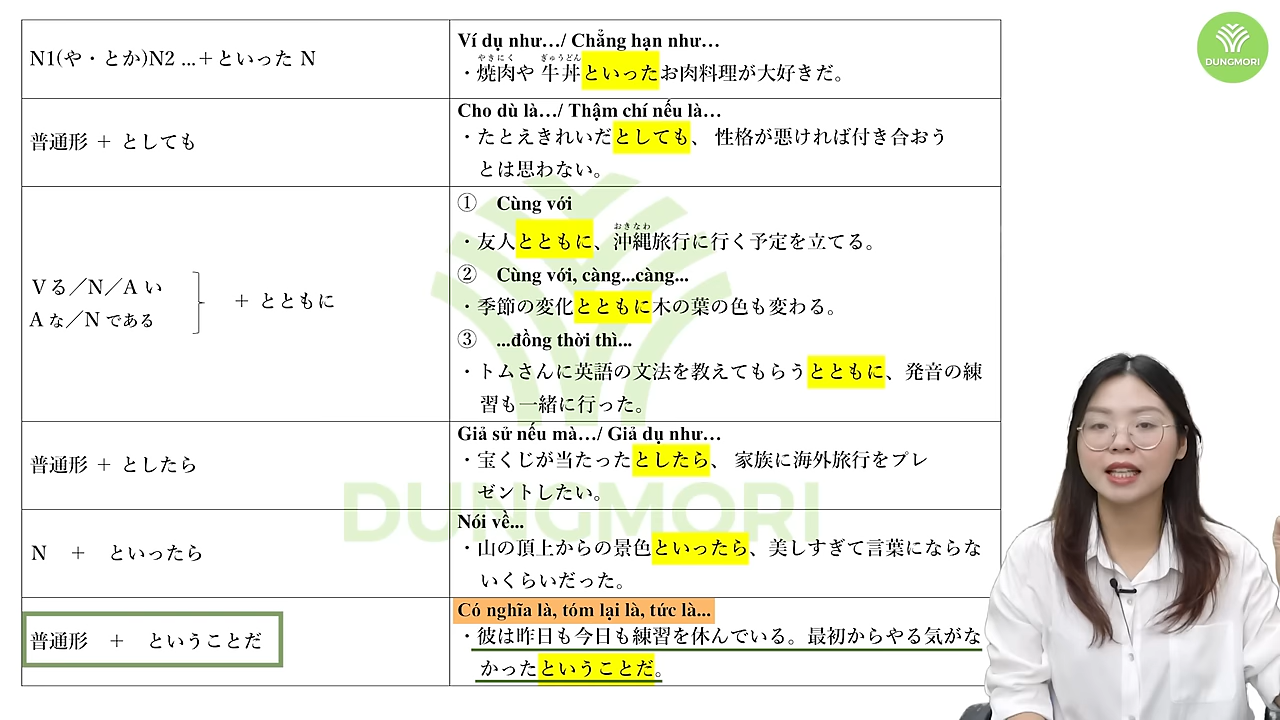 N1(や・とか)N2 ...＋といった N
Ví dụ như…/ Chẳng hạn như…
やきにく ぎゅうどん
・焼肉や 牛丼といったお肉料理が大好きだ。
普通形 ＋ としても
Cho dù là…/ Thậm chí nếu là…
・たとえきれいだとしても、 性格が悪ければ付き合おう
とは思わない。
Ｖる／N／A い
A な／N である
＋ とともに
① Cùng với
おきなわ
・友人とともに、沖縄旅行に行く予定を立てる。
② Cùng với, càng...càng...
・季節の変化とともに木の葉の色も変わる。
③ ...đồng thời thì...
・トムさんに英語の文法を教えてもらうとともに、発音の練
習も一緒に行った。
普通形 ＋ としたら
Giả sử nếu mà…/ Giả dụ như…
・宝くじが当たったとしたら、 家族に海外旅行をプレ
ゼントしたい。
N ＋ といったら
Nói về...
・山の頂上からの景色といったら、美しすぎて言葉にならな
いくらいだった。
普通形 ＋ ということだ
Có nghĩa là, tóm lại là, tức là...
・彼は昨日も今日も練習を休んでいる。最初からやる気がな
かったということだ。
DUNGMORI
DUNGMORI